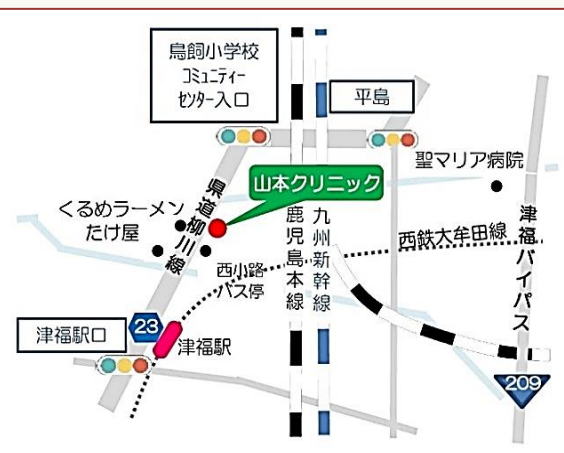 鳥飼小学校
コミュニティー
センター入口
平島
聖マリア病院
山本クリニック
県道柳川線
くるめラーメン
たけ屋
鹿児島本線
九州新幹線
西鉄大牟田線
津福バイパス
西小路
バス停
23
津福駅口
津福駅
209